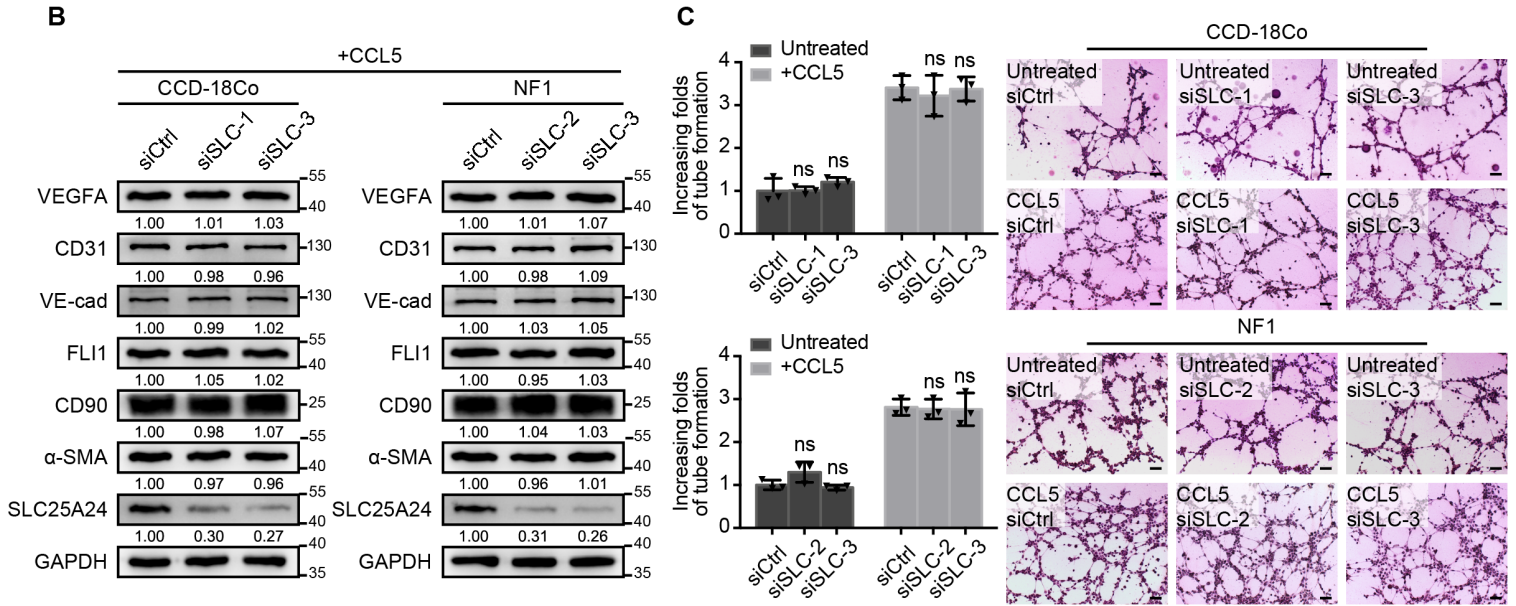 B
+CCL5
CCD-18Co NF1
siCtrl siSLC-1 siSLC-3 siCtrl siSLC-2 siSLC-3
VEGFA 55 40 VEGFA 55 40
1.00 1.01 1.03 1.00 1.01 1.07
CD31 130 CD31 130
1.00 0.98 0.96 1.00 0.98 1.09
VE-cad 130 VE-cad 130
1.00 0.99 1.02 1.00 1.03 1.05
FLI1 55 40 FLI1 55 40
1.00 1.05 1.02 1.00 0.95 1.03
CD90 25 CD90 25
1.00 0.98 1.07 1.00 1.04 1.03
α-SMA 55 40 α-SMA 55 40
1.00 0.97 0.96 1.00 0.96 1.01
SLC25A24 55 40 SLC25A24 55 40
1.00 0.30 0.27 1.00 0.31 0.26
GAPDH 40 35 GAPDH 40 35
C
Untreated
+CCL5
Increasing folds
of tube formation
4
3
2
1
0
ns ns ns ns
siCtrl siSLC-1 siSLC-3 siCtrl siSLC-1 siSLC-3
CCD-18Co
Untreated siCtrl
Untreated siSLC-1
Untreated siSLC-3
CCL5 siCtrl
CCL5 siSLC-1
CCL5 siSLC-3
Untreated
+CCL5
Increasing folds
of tube formation
4
3
2
1
0
ns ns ns ns
siCtrl siSLC-2 siSLC-3 siCtrl siSLC-2 siSLC-3
NF1
Untreated siCtrl
Untreated siSLC-2
Untreated siSLC-3
CCL5 siCtrl
CCL5 siSLC-2
CCL5 siSLC-3